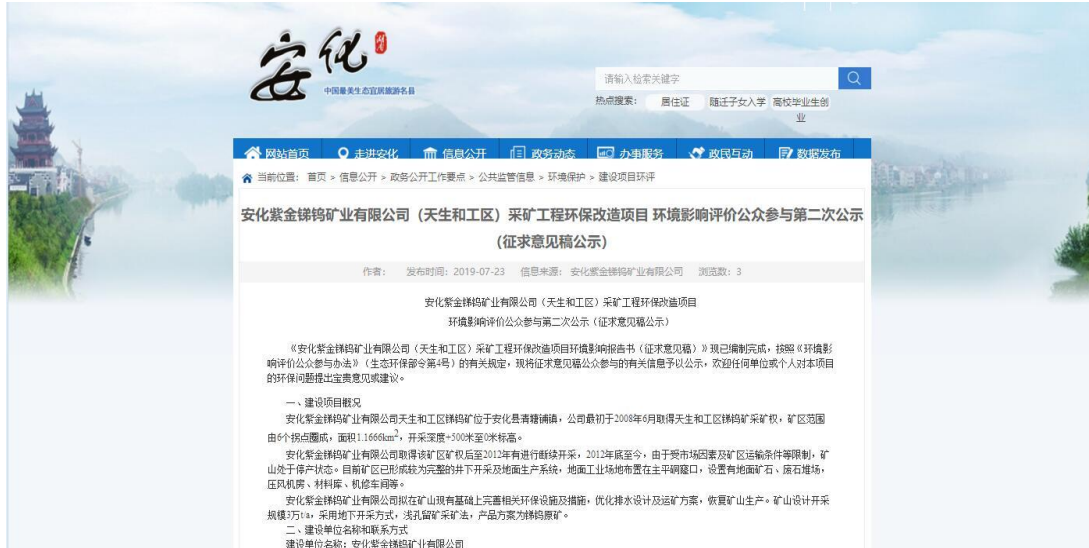 安化
中国最美生态宜居旅游名县
请输入检索关键字
热点搜索： 居住证 随迁子女入学 高校毕业生创
业
网站首页 走进安化 信息公开 政务动态 办事服务 政民互动 数据发布
当前位置： 首页 > 信息公开 > 政务公开工作要点 > 公共监管信息 > 环境保护 > 建设项目环评
安化紫金锑钨矿业有限公司（天生和工区）采矿工程环保改造项目 环境影响评价公众参与第二次公示
（征求意见稿公示）
作者： 发布时间：2019-07-23 信息来源：安化紫金锑钨矿业有限公司 浏览数：3
安化紫金锑钨矿业有限公司（天生和工区）采矿工程环保改造项目
环境影响评价公众参与第二次公示（征求意见稿公示）
《安化紫金锑钨矿业有限公司（天生和工区）采矿工程环保改造项目环境影响报告书（征求意见稿）》现已编制完成，按照《环境影
响评价公众参与办法》（生态环保部令第4号）的有关规定，现将征求意见稿公众参与的有关信息予以公示，欢迎任何单位或个人对本项目
的环保问题提出宝贵意见或建议。
一、建设项目概况
安化紫金锑钨矿业有限公司天生和工区锑钨矿位于安化县清塘铺镇，公司最初于2008年6月取得天生和工区锑钨矿采矿权，矿区范围
由6个拐点圈成，面积1.1666km²，开采深度+500米至0米标高。
安化紫金锑钨矿业有限公司取得该矿区矿权后至2012年有进行断续开采，2012年底至今，由于受市场因素及矿区运输条件等限制，矿
山处于停产状态。目前矿区已形成较为完整的井下开采及地面生产系统，地面工业场地布置在主平硐窿口，设置有地面矿石、废石堆场，
压风机房、材料库、机修车间等。
安化紫金锑钨矿业有限公司拟在矿山现有基础上完善相关环保设施及措施，优化排水设计及运矿方案，恢复矿山生产。矿山设计开采
规模3万t/a，采用地下开采方式，浅孔留矿采矿法，产品方案为锑钨原矿。
二、建设单位名称和联系方式
建设单位名称：安化紫金锑钨矿业有限公司